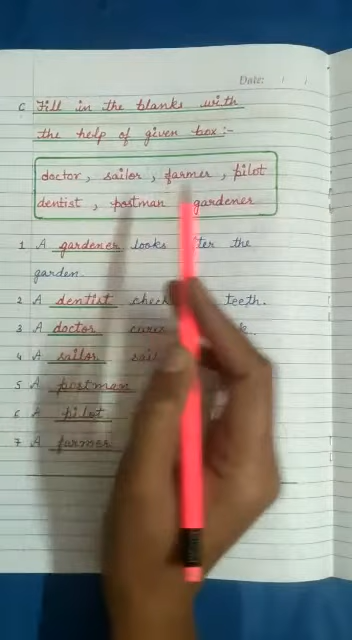 Date: / /
C Fill in the blanks with
the help of given box:-
doctor, sailor, farmer, pilot
dentist, postman gardener
1 A gardener looks ter the
garden.
2 A dentist check teeth.
3 A doctor cures
4 A sailor sail
5 A postman
6 A pilot
7 A farmer